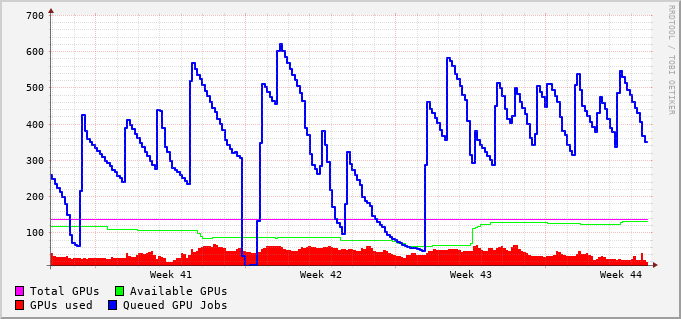 700
600
500
400
300
200
100
Week 41 Week 42 Week 43 Week 44
Total GPUs Available GPUs
GPUs used Queued GPU Jobs
RRDTOOL / TOBI OETIKER